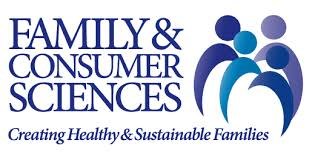 FAMILY &
CONSUMER
SCIENCES
Creating Healthy & Sustainable Families